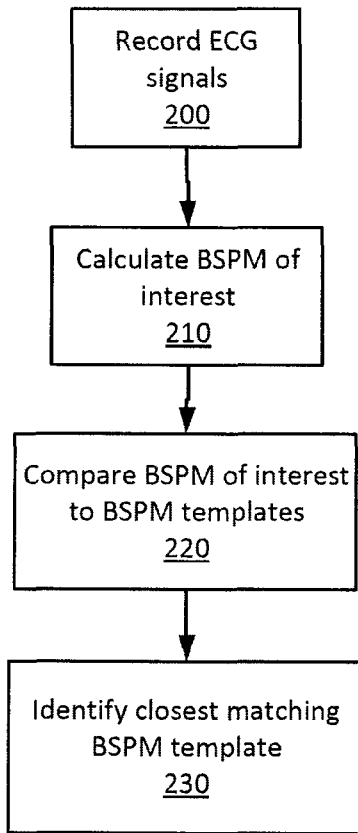 Record ECG
signals
200
Calculate BSPM of
interest
210
Compare BSPM of interest
to BSPM templates
220
Identify closest matching
BSPM template
230